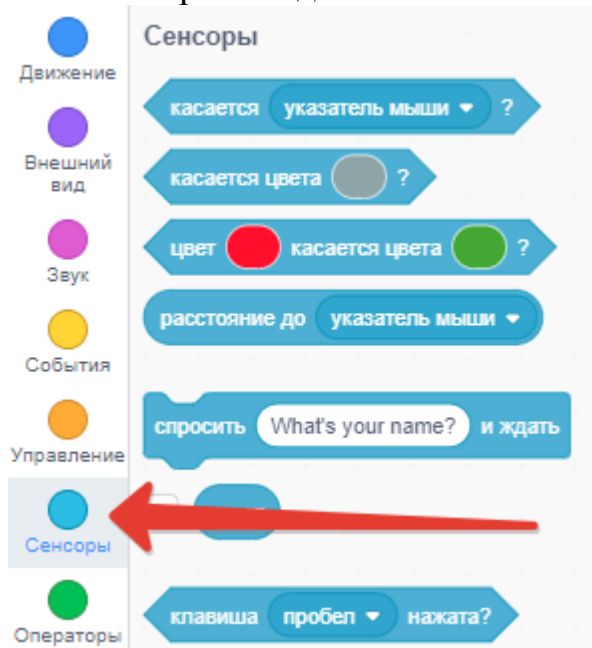 Сенсоры
Движение
касается указатель мыши ?
Внешний
вид
касается цвета ?
цвет касается цвета ?
Звук
расстояние до указатель мыши
События
спросить What's your name? и ждать
Управление
Сенсоры
клавиша пробел нажата?
Операторы